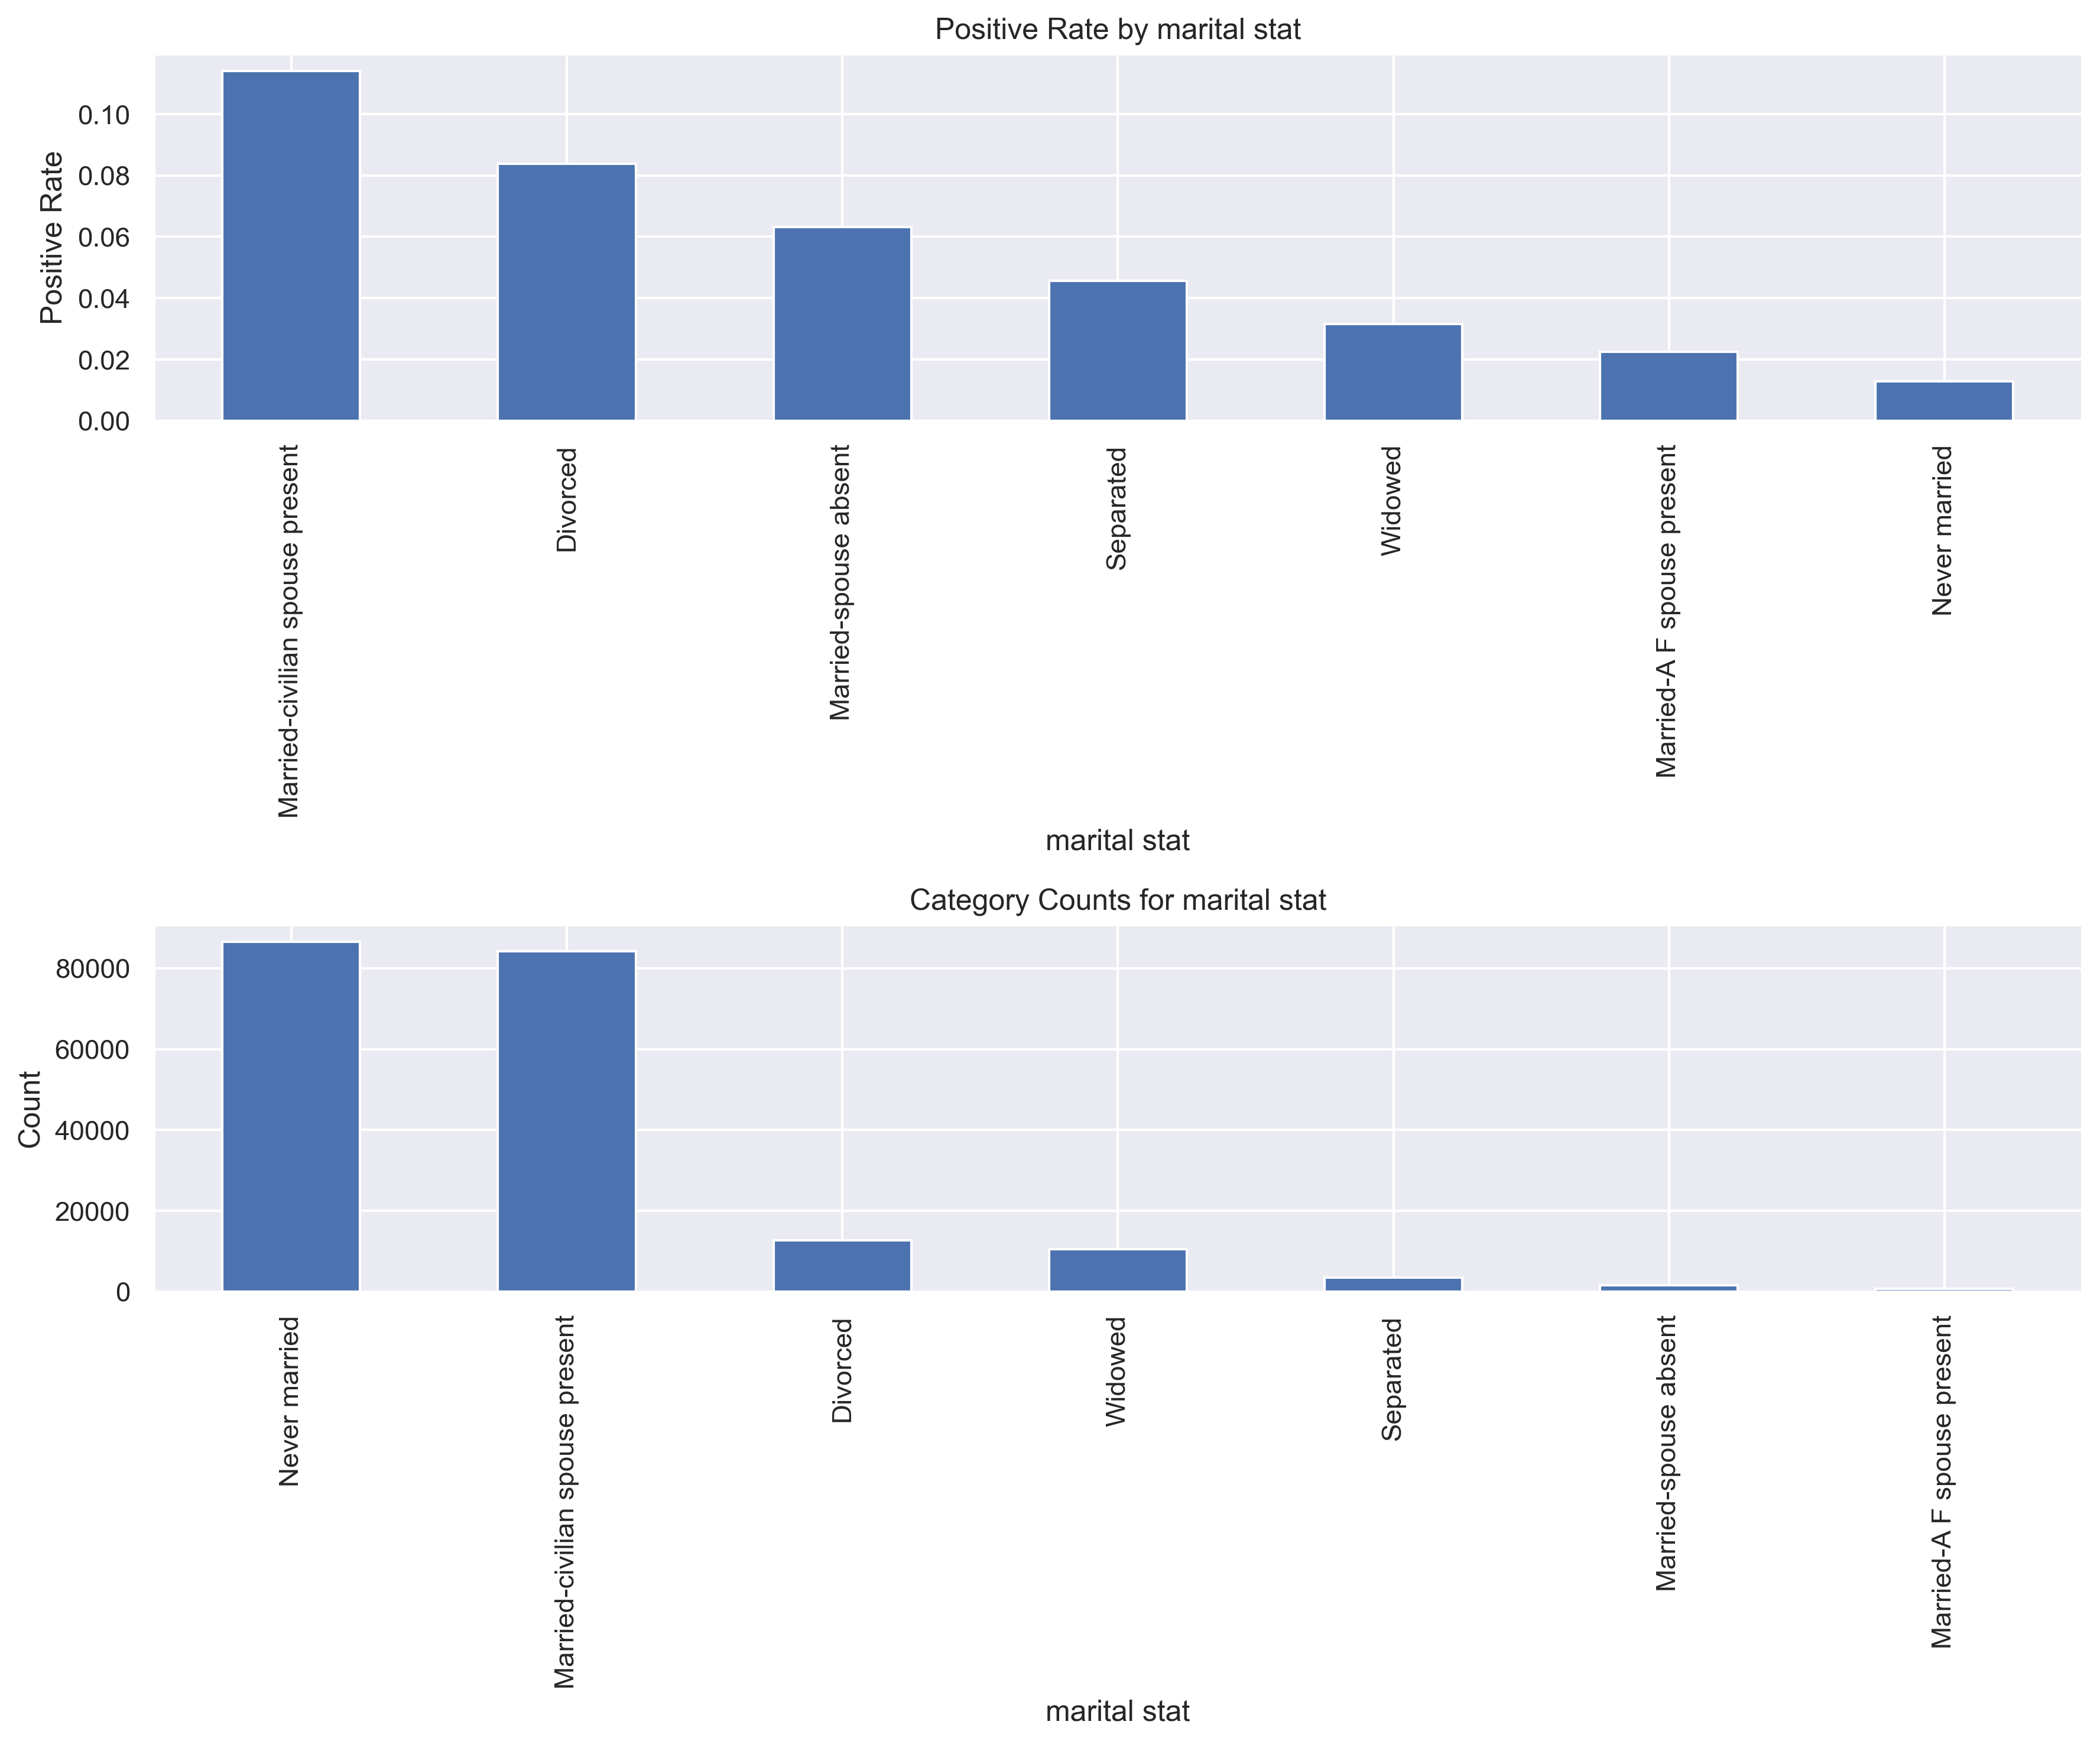 Positive Rate by marital stat
Positive Rate
0.10
0.08
0.06
0.04
0.02
0.00
Married-civilian spouse present
Divorced
Married-spouse absent
Separated
Widowed
Married-A F spouse present
Never married
marital stat
Category Counts for marital stat
Count
80000
60000
40000
20000
0
Never married
Married-civilian spouse present
Divorced
Widowed
Separated
Married-spouse absent
Married-A F spouse present
marital stat